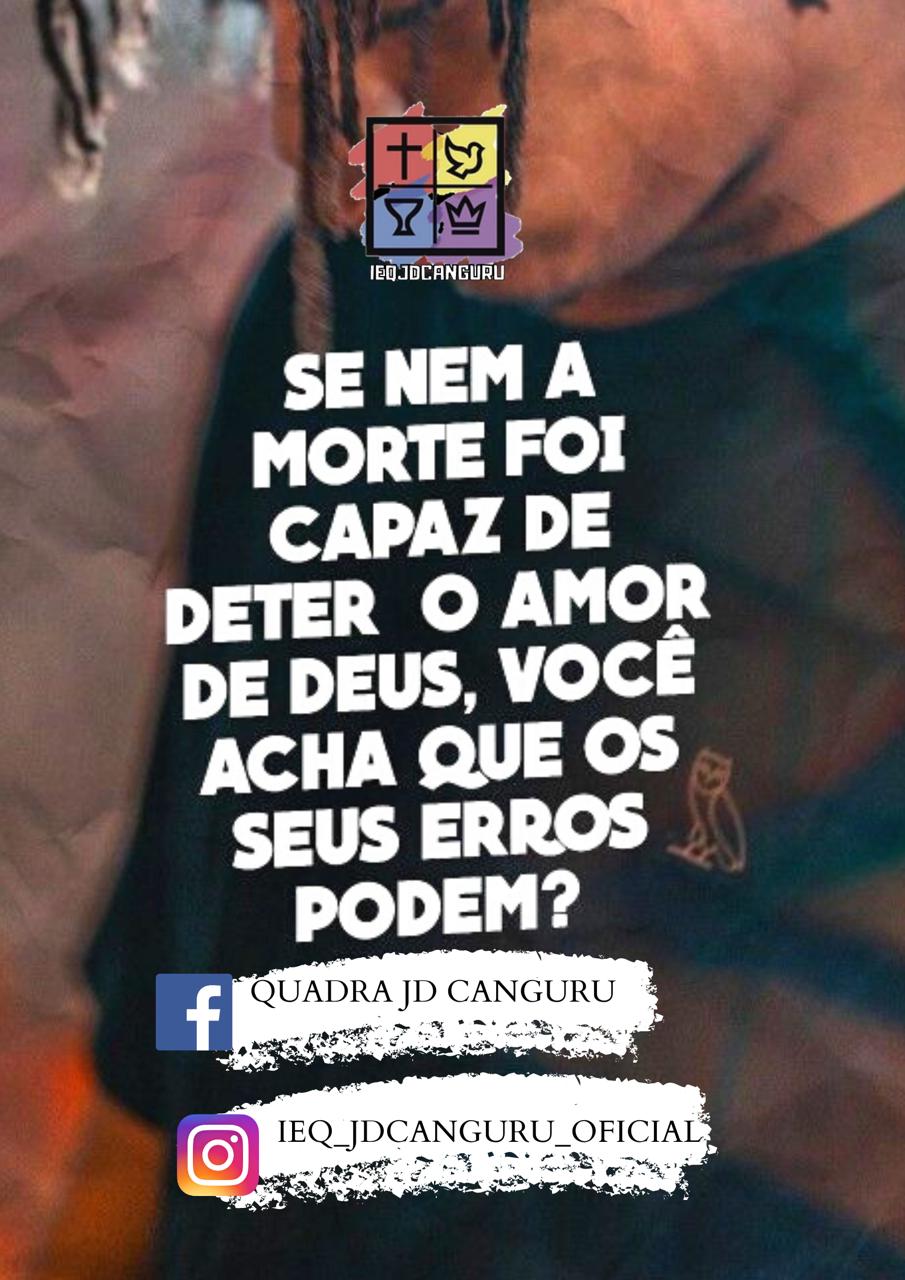 IEQJDCANGURU
SE NEM A
MORTE FOI
CAPAZ DE
DETER O AMOR
DE DEUS, VOCÊ
ACHA QUE OS
SEUS ERROS
PODEM?
QUADRA JD CANGURU
IEQ_JDCANGURU_OFICIAL